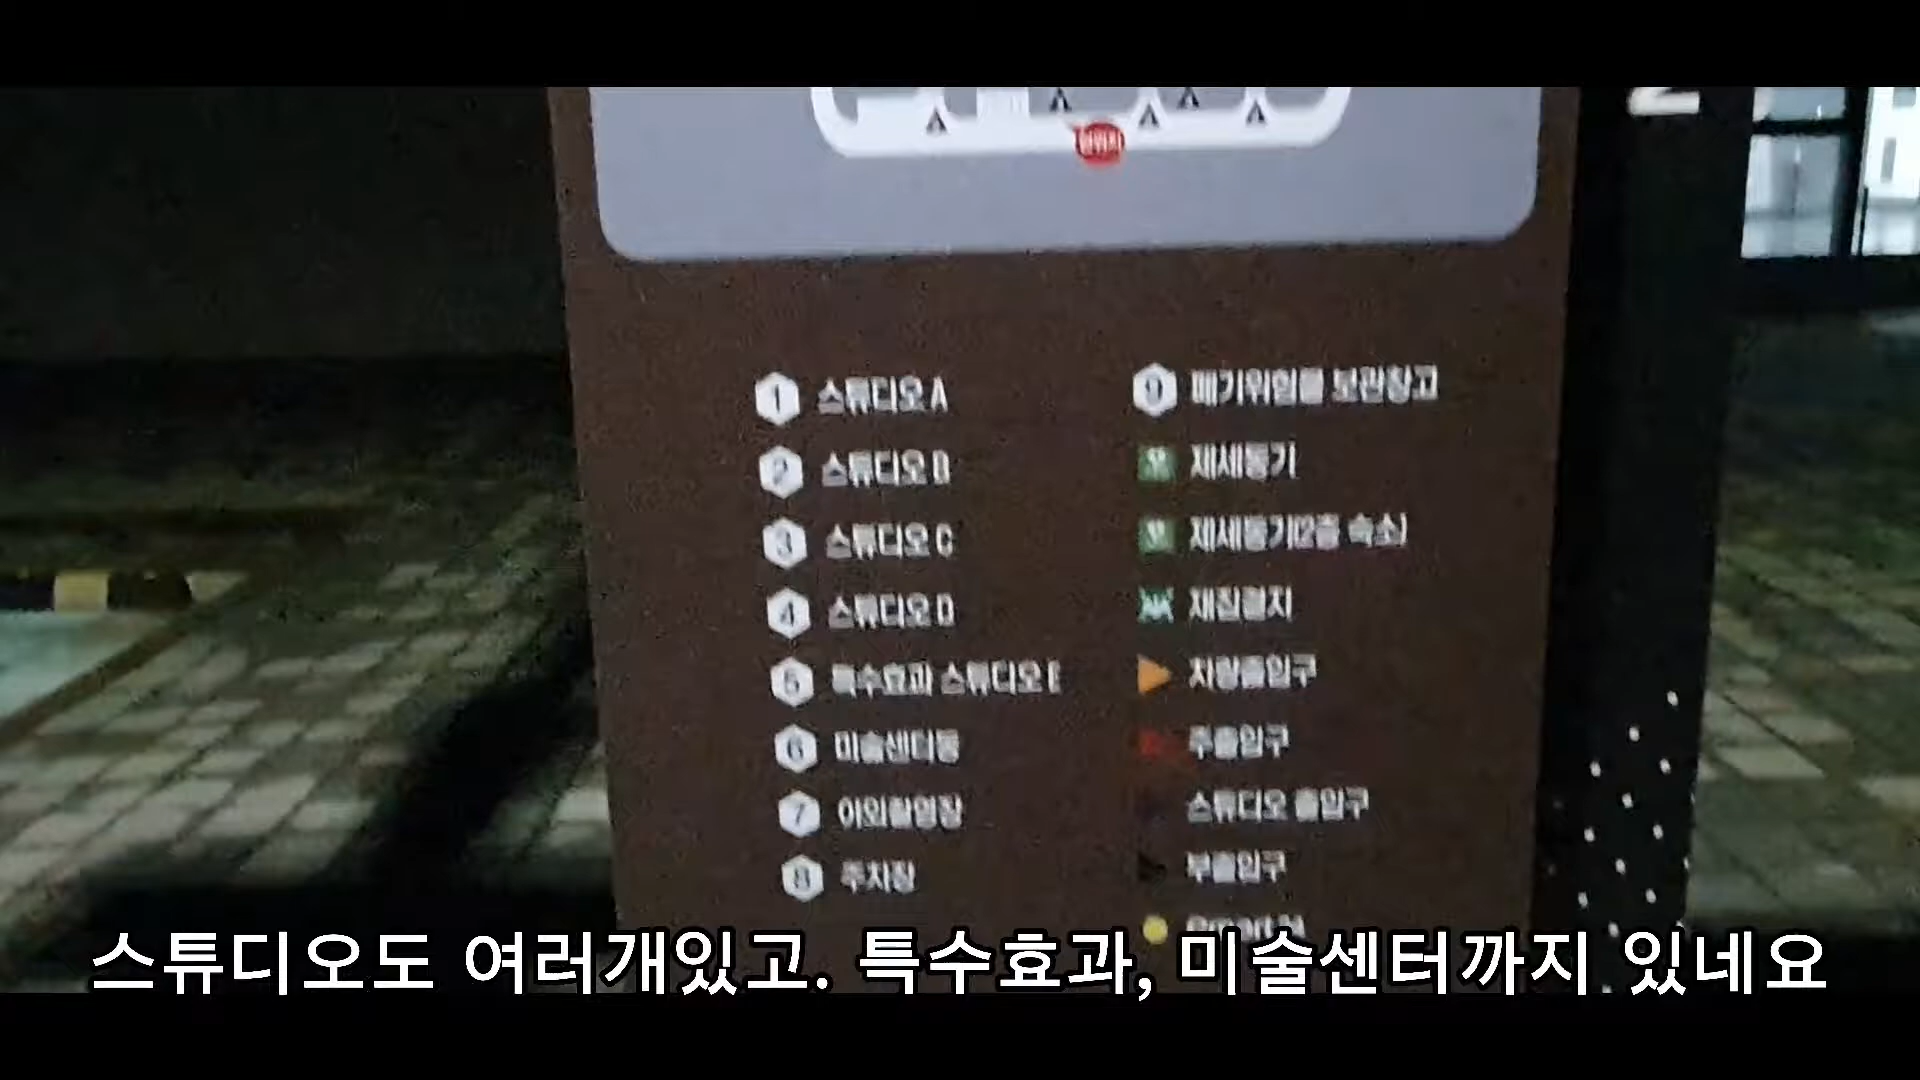 현위치
1 스튜디오 A
2 스튜디오 B
3 스튜디오 C
4 스튜디오 D
5 특수효과 스튜디오 E
6 미술센터동
7 야외촬영장
8 주차장
9 폐기위험물 보관창고
제세동기
제세동기(2층 숙소)
재집결지
차량출입구
주출입구
스튜디오 출입구
부출입구
스튜디오도 여러개있고. 특수효과, 미술센터까지 있네요